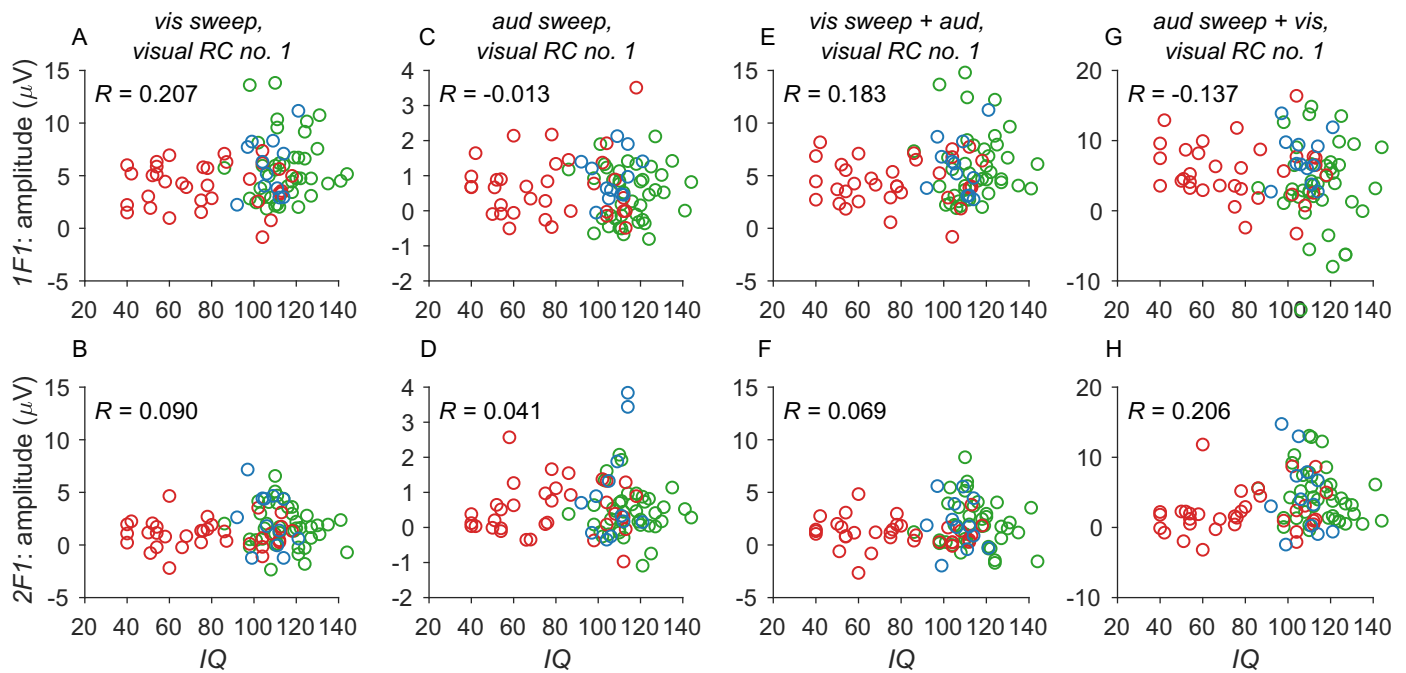 vis sweep,
visual RC no. 1
aud sweep,
visual RC no. 1
vis sweep + aud,
visual RC no. 1
aud sweep + vis,
visual RC no. 1
A
C
E
G
1F1: amplitude (μV)
15
10
5
0
-5
R = 0.207
20 40 60 80 100 120 140
4
3
2
1
0
-1
-2
R = -0.013
20 40 60 80 100 120 140
15
10
5
0
-5
R = 0.183
20 40 60 80 100 120 140
20
10
0
-10
R = -0.137
20 40 60 80 100 120 140
B
D
F
H
2F1: amplitude (μV)
15
10
5
0
-5
R = 0.090
20 40 60 80 100 120 140
IQ
4
3
2
1
0
-1
-2
R = 0.041
20 40 60 80 100 120 140
IQ
15
10
5
0
-5
R = 0.069
20 40 60 80 100 120 140
IQ
20
10
0
-10
R = 0.206
20 40 60 80 100 120 140
IQ